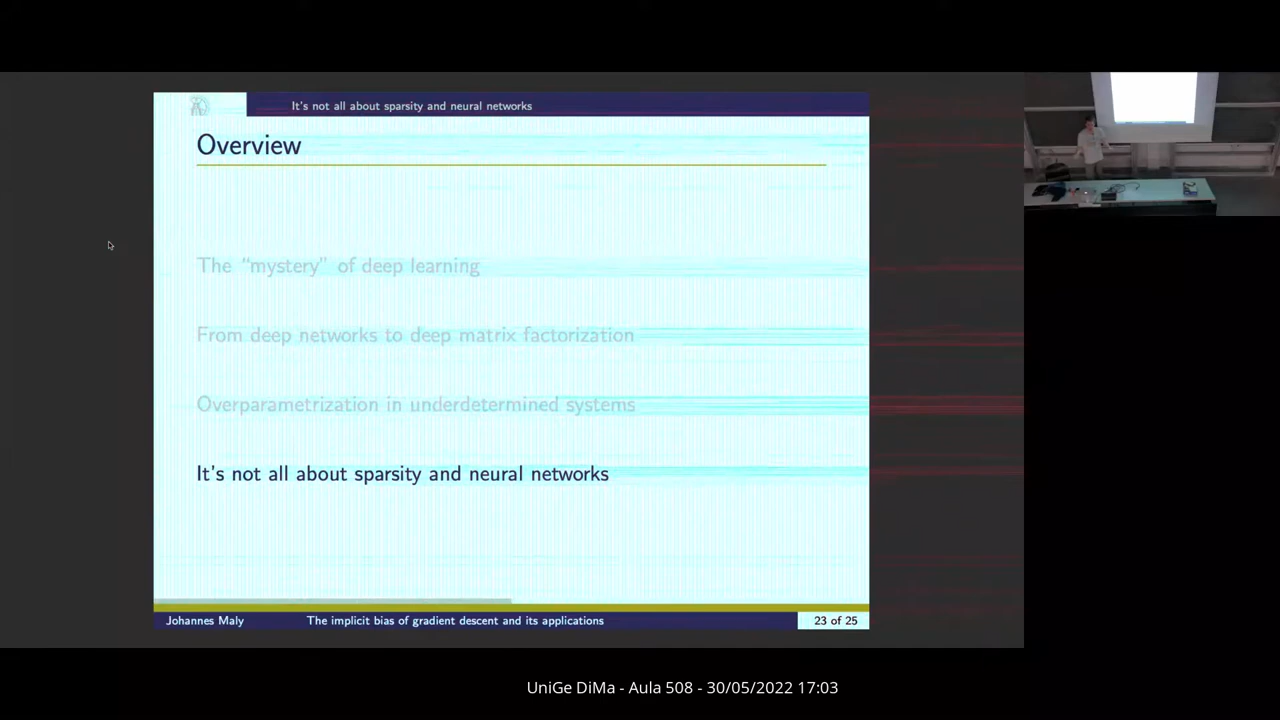 It's not all about sparsity and neural networks
Overview
The “mystery” of deep learning
From deep networks to deep matrix factorization
Overparametrization in underdetermined systems
It's not all about sparsity and neural networks
Johannes Maly The implicit bias of gradient descent and its applications 23 of 25
UniGe DiMa - Aula 508 - 30/05/2022 17:03